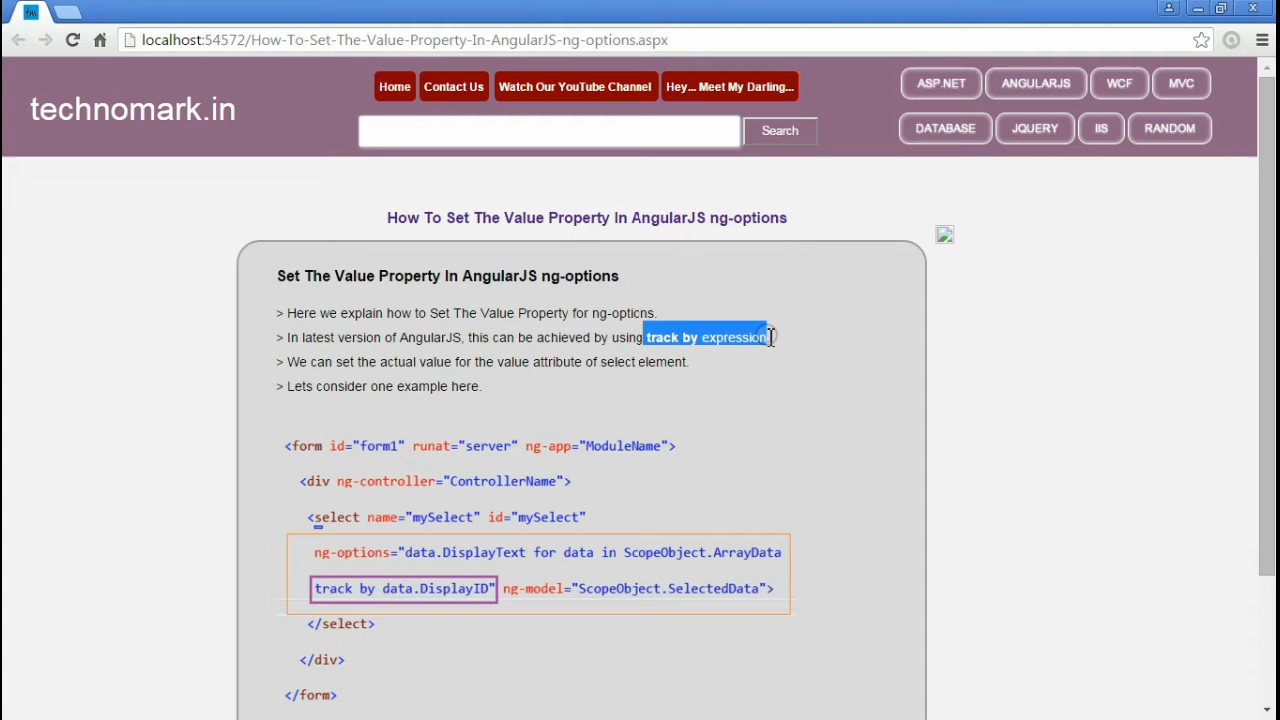 localhost:54572/How-To-Set-The-Value-Property-In-AngularJS-ng-options.aspx
technomark.in
Home Contact Us Watch Our YouTube Channel Hey... Meet My Darling...
Search
ASP.NET ANGULARJS WCF MVC
DATABASE JQUERY IIS RANDOM
How To Set The Value Property In AngularJS ng-options
Set The Value Property In AngularJS ng-options
> Here we explain how to Set The Value Property for ng-options.
> In latest version of AngularJS, this can be achieved by using track by expression.
> We can set the actual value for the value attribute of select element.
> Lets consider one example here.
<form id="form1" runat="server" ng-app="ModuleName">
<div ng-controller="ControllerName">
<select name="mySelect" id="mySelect"
ng-options="data.DisplayText for data in ScopeObject.ArrayData
track by data.DisplayID" ng-model="ScopeObject.SelectedData">
</select>
</div>
</form>